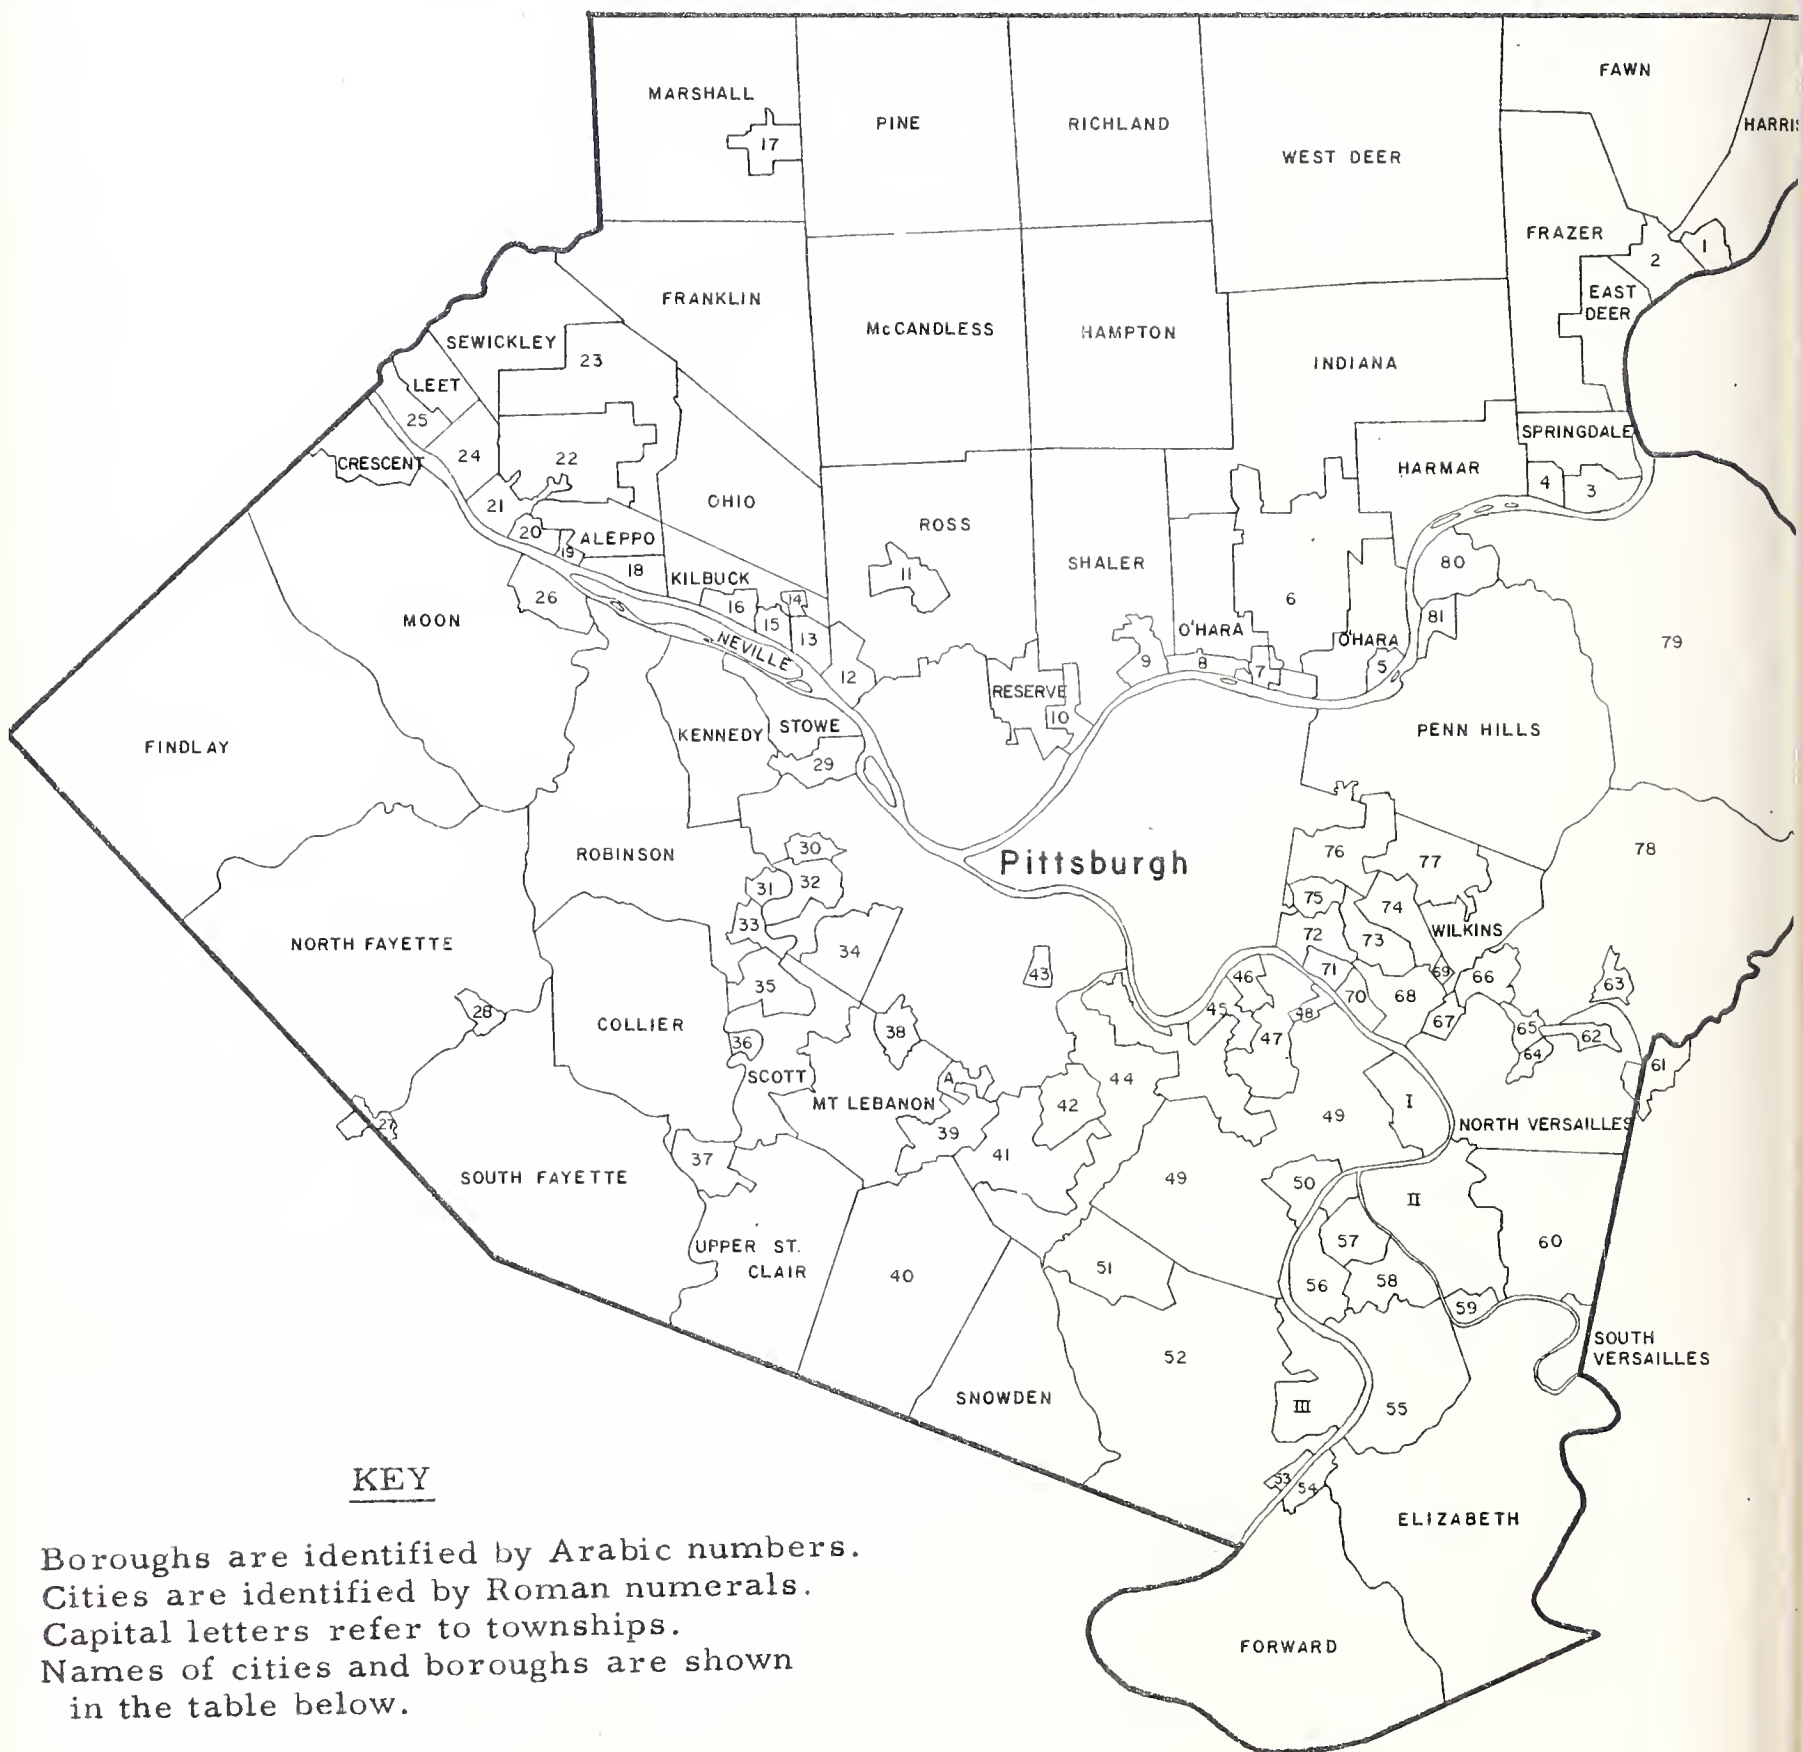 FAWN
MARSHALL
PINE
RICHLAND
HARRIS
17
WEST DEER
FRAZER
1
2
EAST
DEER
FRANKLIN
McCANDLESS
HAMPTON
SEWICKLEY
23
INDIANA
LEET
25
SPRINGDALE
24
22
CRESCENT
HARMAR
4
3
21
OHIO
ROSS
20
19
ALEPPO
18
KILBUCK
SHALER
80
11
26
16
14
6
MOON
15
13
81
NEVILLE
O'HARA
O'HARA
79
12
9
8
7
5
RESERVE
10
STOWE
KENNEDY
PENN HILLS
FINDLAY
29
ROBINSON
30
Pittsburgh
76
77
78
31
32
75
74
33
WILKINS
NORTH FAYETTE
34
72
73
43
46
71
69
66
63
35
70
68
28
45
48
67
COLLIER
38
47
65
62
36
64
61
SCOTT
A
44
MT LEBANON
42
49
I
27
39
NORTH VERSAILLES
37
41
SOUTH FAYETTE
49
50
II
UPPER ST.
CLAIR
57
60
40
51
56
58
59
SOUTH
VERSAILLES
52
SNOWDEN
III
55
KEY
53
54
ELIZABETH
Boroughs are identified by Arabic numbers.
Cities are identified by Roman numerals.
Capital letters refer to townships.
Names of cities and boroughs are shown
in the table below.
FORWARD